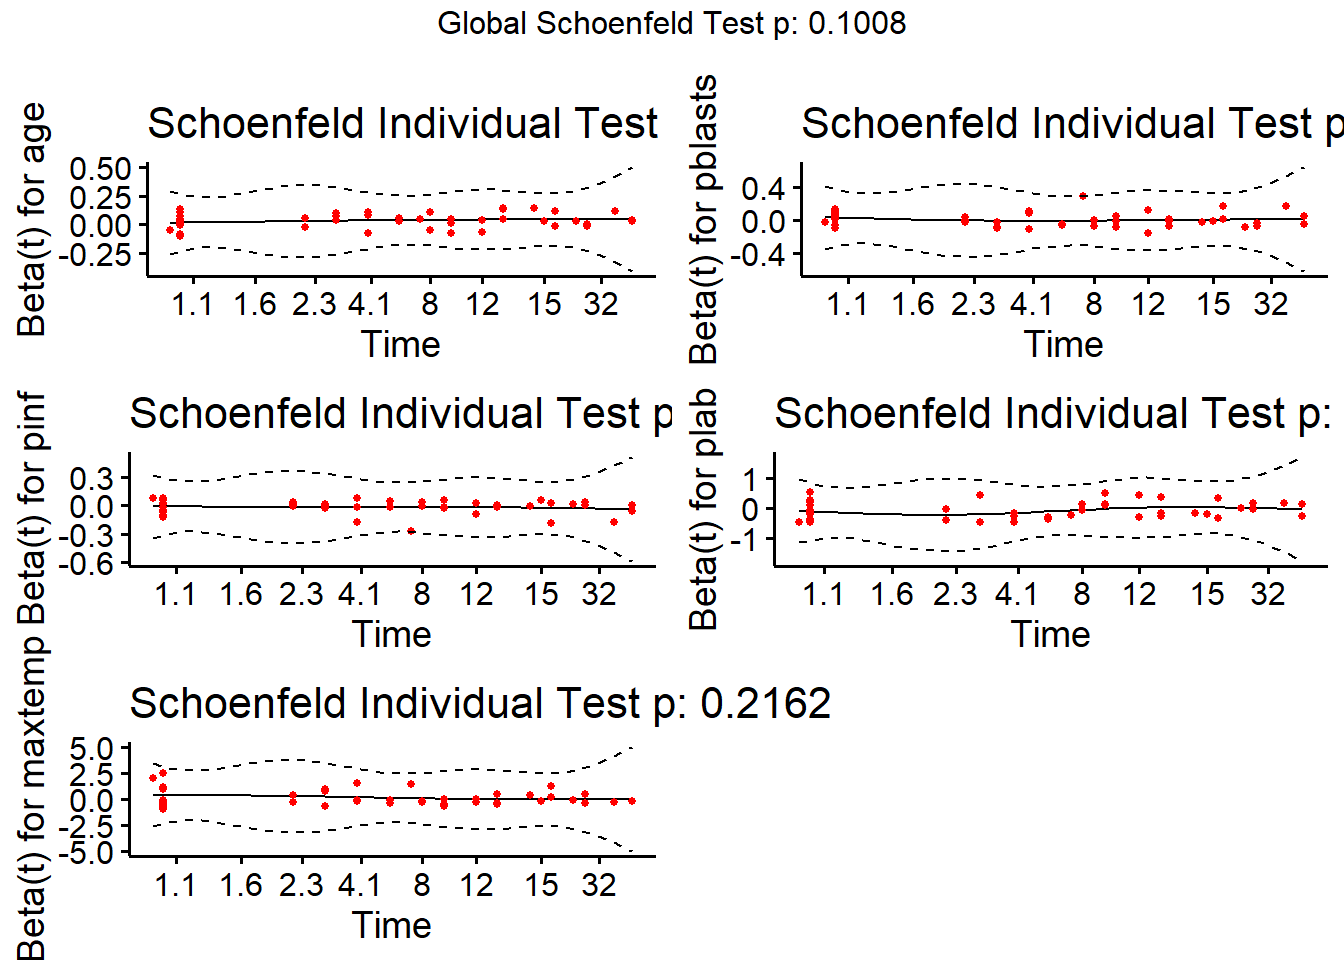 Global Schoenfeld Test p: 0.1008
Schoenfeld Individual Test
Beta(t) for age
0.50
0.25
0.00
-0.25
1.1 1.6 2.3 4.1 8 12 15 32
Time
Schoenfeld Individual Test p
Beta(t) for pblasts
0.4
0.0
-0.4
1.1 1.6 2.3 4.1 8 12 15 32
Time
Schoenfeld Individual Test p
Beta(t) for pinf
0.3
0.0
-0.3
-0.6
1.1 1.6 2.3 4.1 8 12 15 32
Time
Schoenfeld Individual Test p:
Beta(t) for plab
1
0
-1
1.1 1.6 2.3 4.1 8 12 15 32
Time
Schoenfeld Individual Test p: 0.2162
Beta(t) for maxtemp
5.0
2.5
0.0
-2.5
-5.0
1.1 1.6 2.3 4.1 8 12 15 32
Time